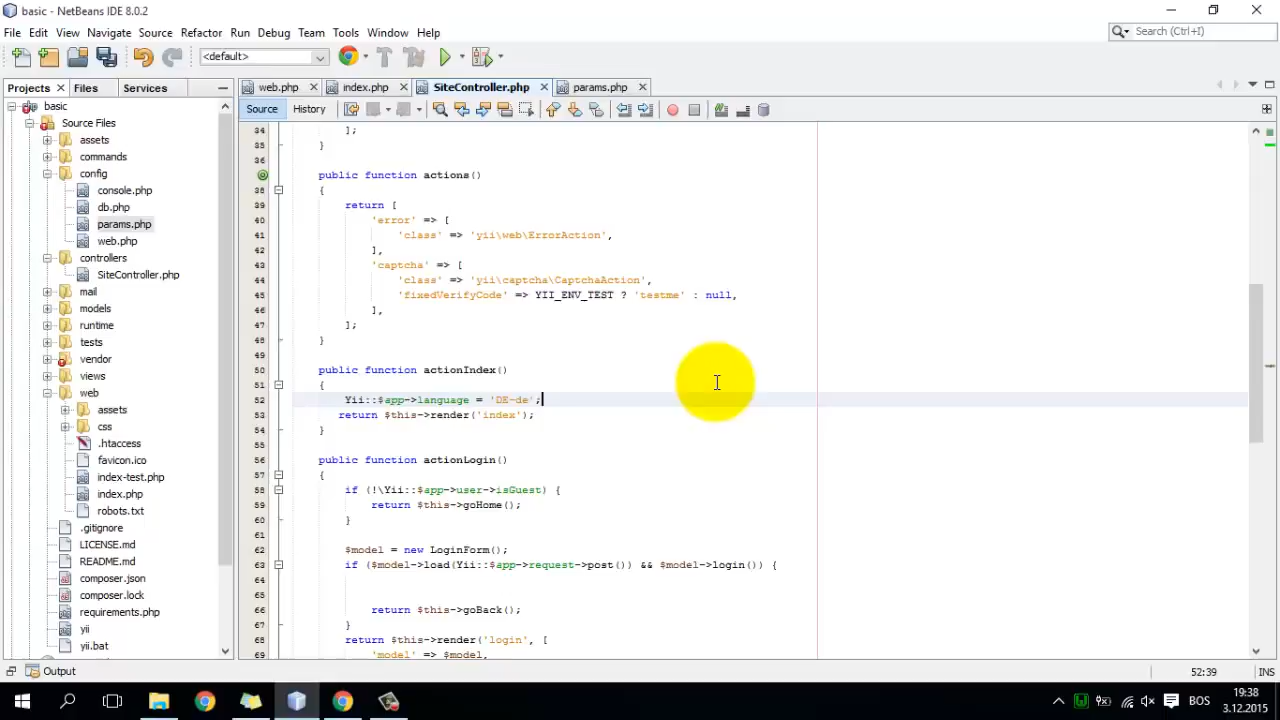 basic - NetBeans IDE 8.0.2
File Edit View Navigate Source Refactor Run Debug Team Tools Window Help
Search (Ctrl+I)
<default>
Projects Files Services
web.php index.php SiteController.php params.php
Source History
basic
Source Files
assets
commands
config
console.php
db.php
params.php
web.php
controllers
SiteController.php
mail
models
runtime
tests
vendor
views
web
assets
css
.htaccess
favicon.ico
index-test.php
index.php
robots.txt
.gitignore
LICENSE.md
README.md
composer.json
composer.lock
requirements.php
yii
yii.bat
34 ];
35 }
36
public function actions()
38 {
39 return [
40 'error' => [
41 'class' => 'yii\web\ErrorAction',
42 ],
43 'captcha' => [
44 'class' => 'yii\captcha\CaptchaAction',
45 'fixedVerifyCode' => YII_ENV_TEST ? 'testme' : null,
46 ],
47 ];
48 }
49
50 public function actionIndex()
51 {
52 Yii::$app->language = 'DE-de';
53 return $this->render('index');
54 }
55
56 public function actionLogin()
57 {
58 if (!\Yii::$app->user->isGuest) {
59 return $this->goHome();
60 }
61
62 $model = new LoginForm();
63 if ($model->load(Yii::$app->request->post()) && $model->login()) {
64
65
66 return $this->goBack();
67 }
68 return $this->render('login', [
69 'model' => $model,
Output
52:39 INS
BOS
19:38
3.12.2015